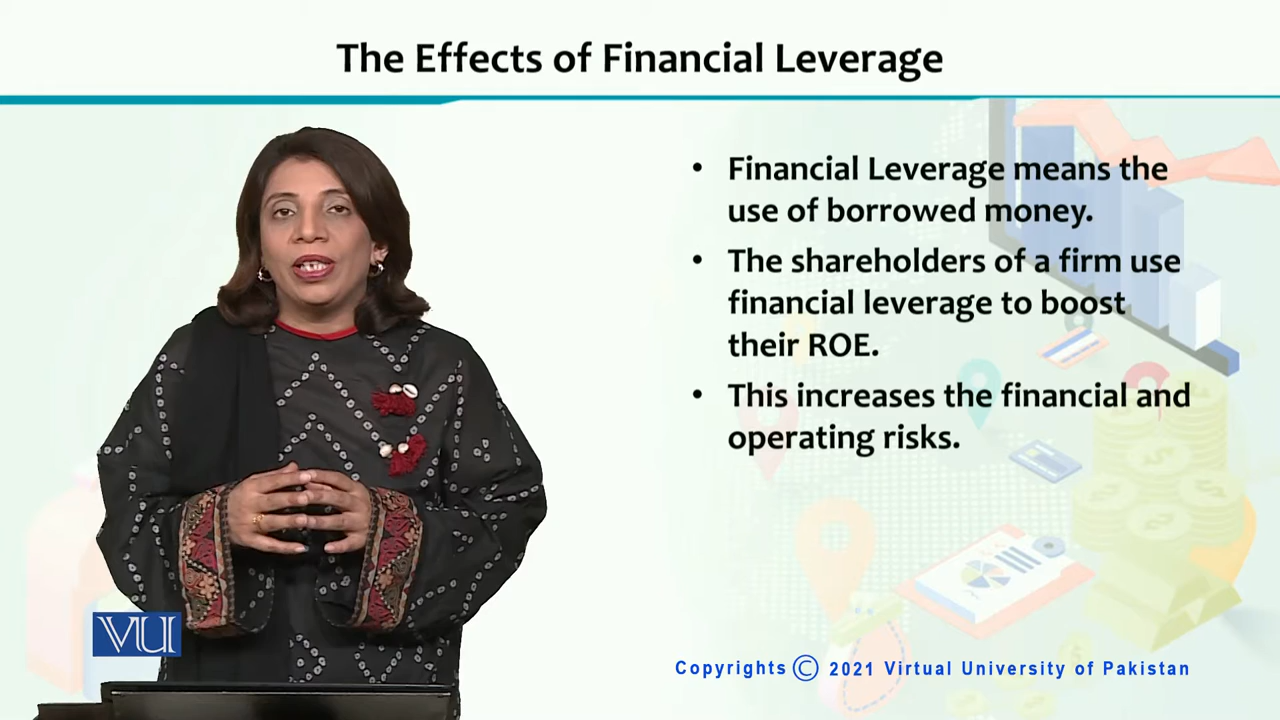 The Effects of Financial Leverage
• Financial Leverage means the
use of borrowed money.
• The shareholders of a firm use
financial leverage to boost
their ROE.
• This increases the financial and
operating risks.
VU
Copyrights © 2021 Virtual University of Pakistan